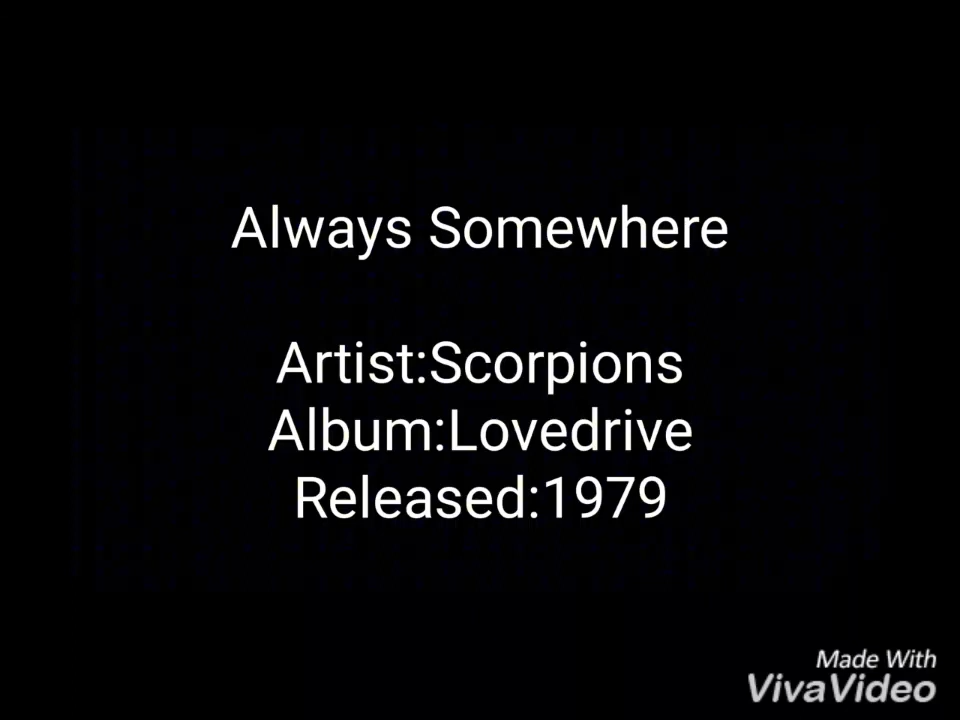 Always Somewhere
Artist:Scorpions
Album:Lovedrive
Released:1979
Made With
VivaVideo